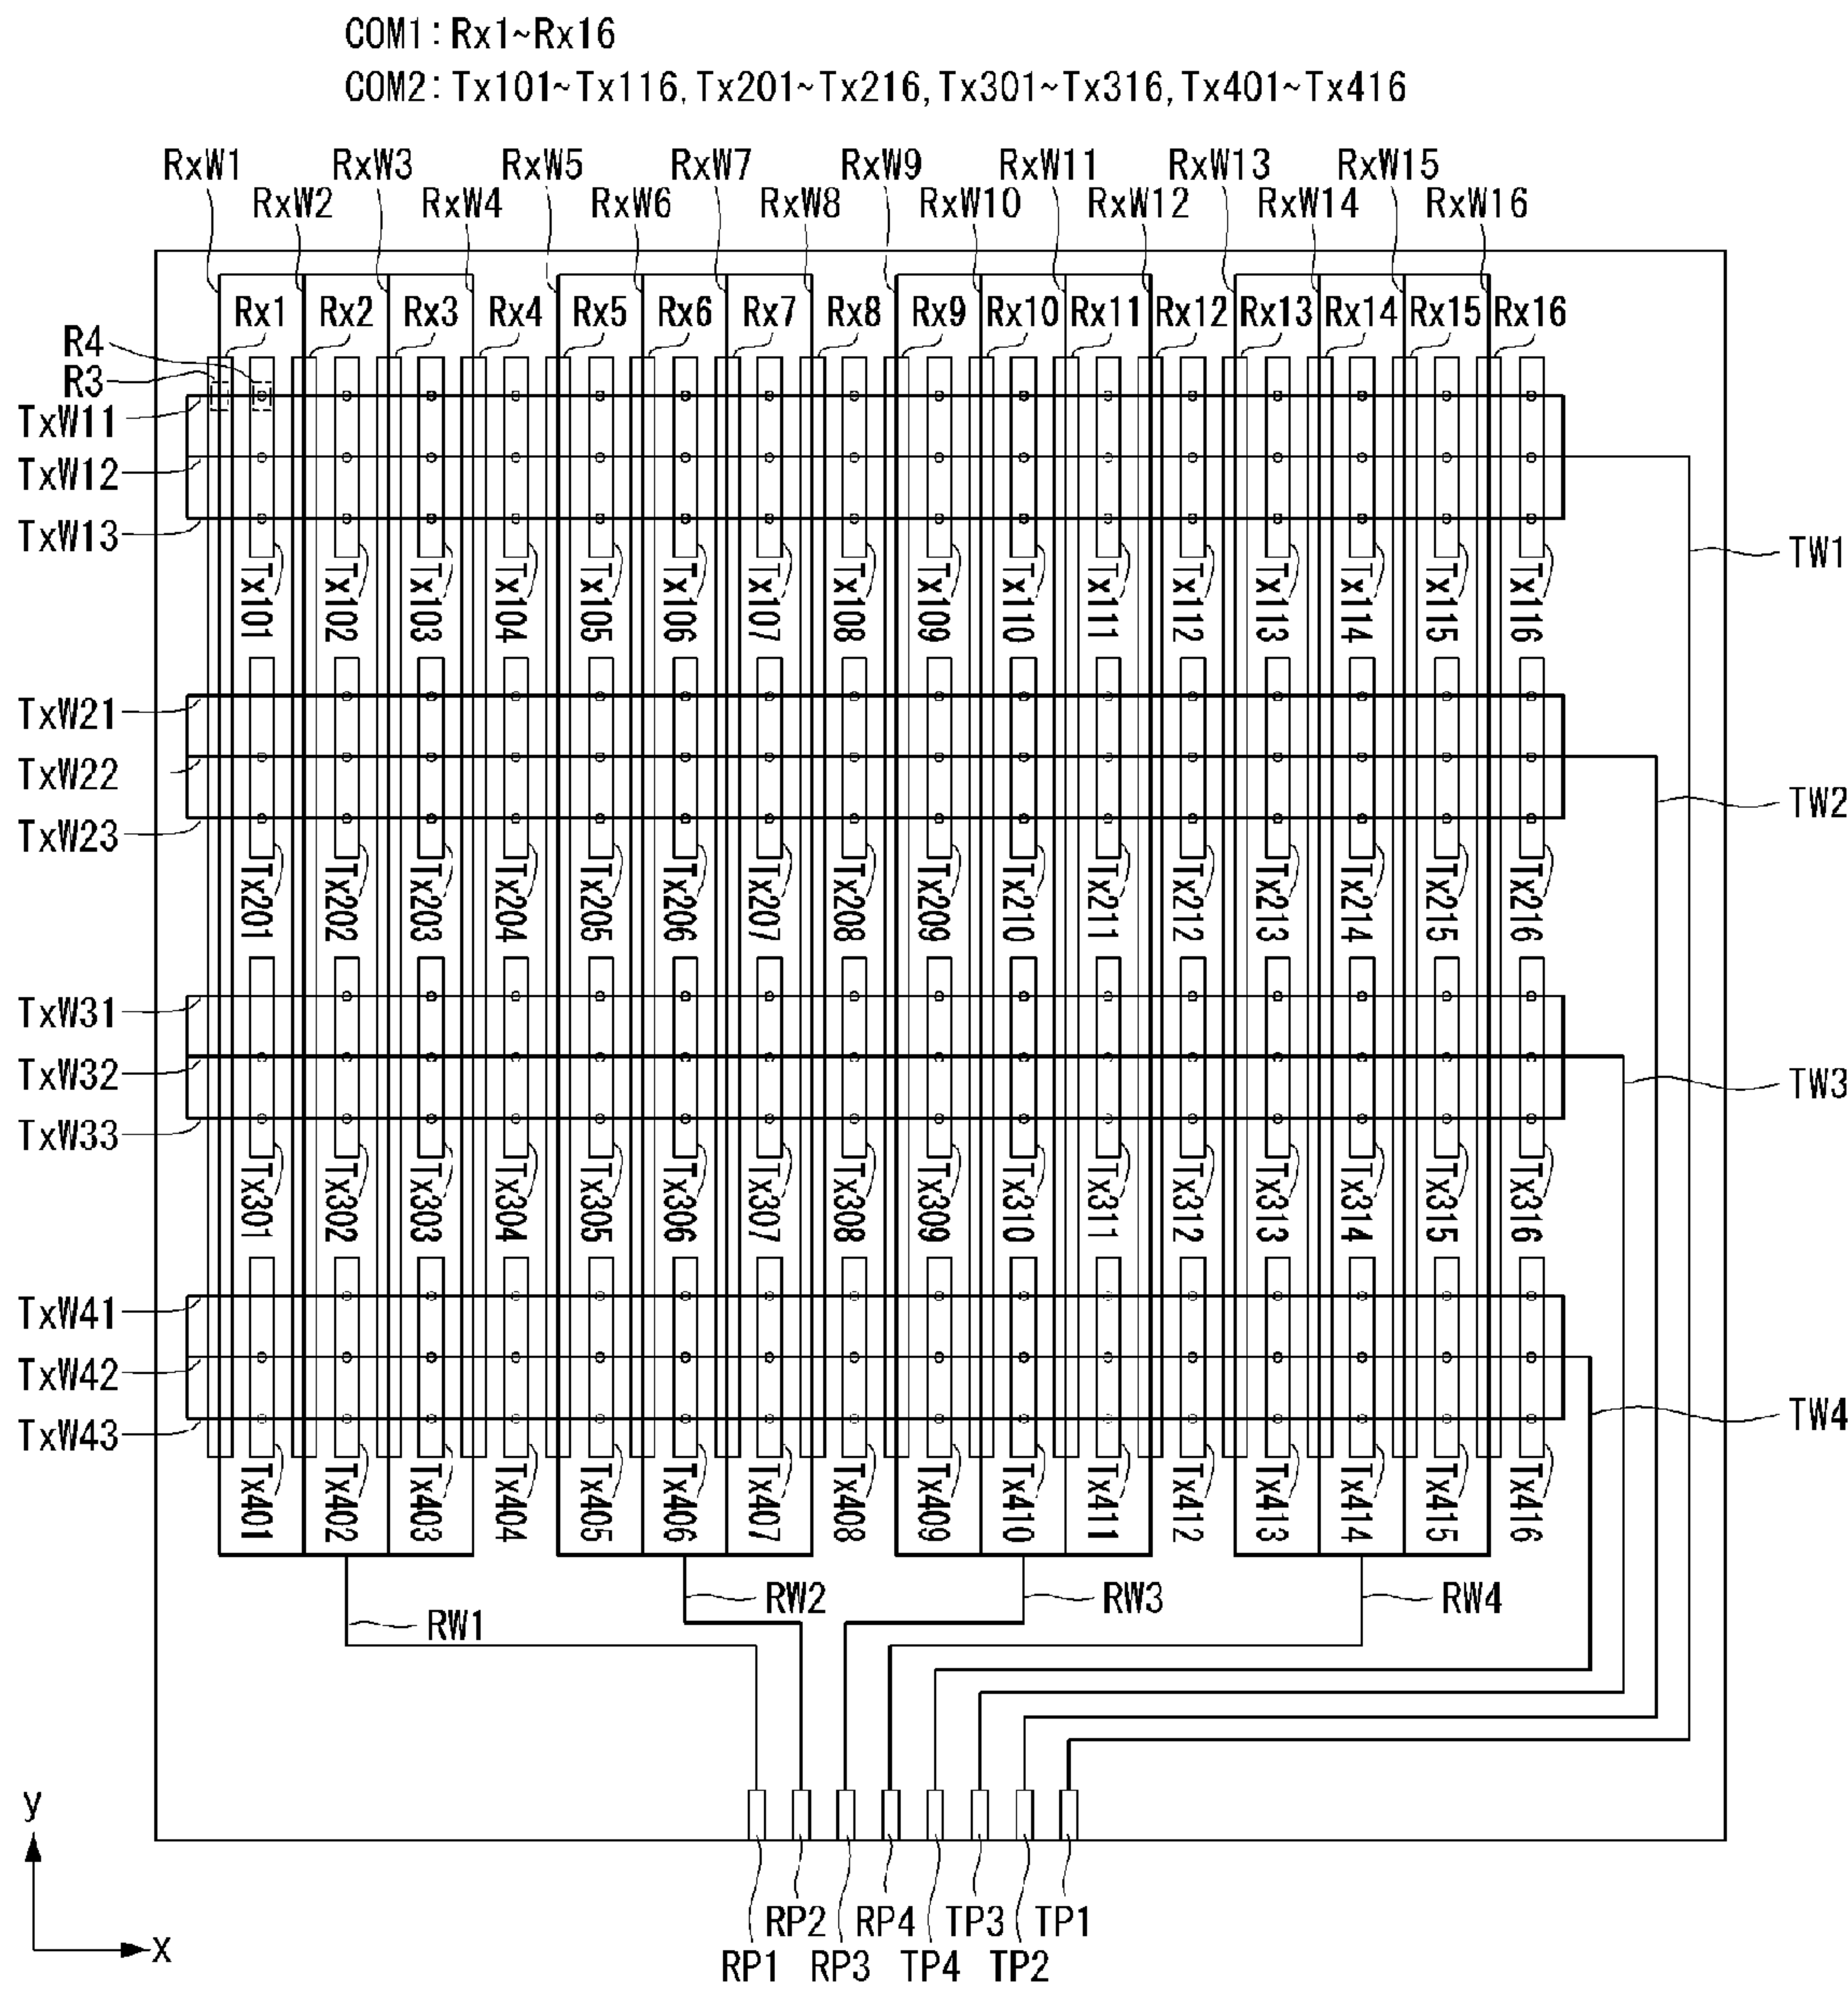 COM1: Rx1~Rx16
COM2: Tx101~Tx116, Tx201~Tx216, Tx301~Tx316, Tx401~Tx416
RxW1 RxW3 RxW5 RxW7 RxW9 RxW11 RxW13 RxW15
RxW2 RxW4 RxW6 RxW8 RxW10 RxW12 RxW14 RxW16
Rx1 Rx2 Rx3 Rx4 Rx5 Rx6 Rx7 Rx8 Rx9 Rx10 Rx11 Rx12 Rx13 Rx14 Rx15 Rx16
R4
R3
TxW11
TxW12
TxW13
TW1
Tx101 Tx102 Tx103 Tx104 Tx105 Tx106 Tx107 Tx108 Tx109 Tx110 Tx111 Tx112 Tx113 Tx114 Tx115 Tx116
TxW21
TxW22
TW2
TxW23
Tx201 Tx202 Tx203 Tx204 Tx205 Tx206 Tx207 Tx208 Tx209 Tx210 Tx211 Tx212 Tx213 Tx214 Tx215 Tx216
TxW31
TxW32
TW3
TxW33
Tx301 Tx302 Tx303 Tx304 Tx305 Tx306 Tx307 Tx308 Tx309 Tx310 Tx311 Tx312 Tx313 Tx314 Tx315 Tx316
TxW41
TxW42
TW4
TxW43
Tx401 Tx402 Tx403 Tx404 Tx405 Tx406 Tx407 Tx408 Tx409 Tx410 Tx411 Tx412 Tx413 Tx414 Tx415 Tx416
RW1 RW2 RW3 RW4
y
x
RP2 RP4 TP3 TP1
RP1 RP3 TP4 TP2